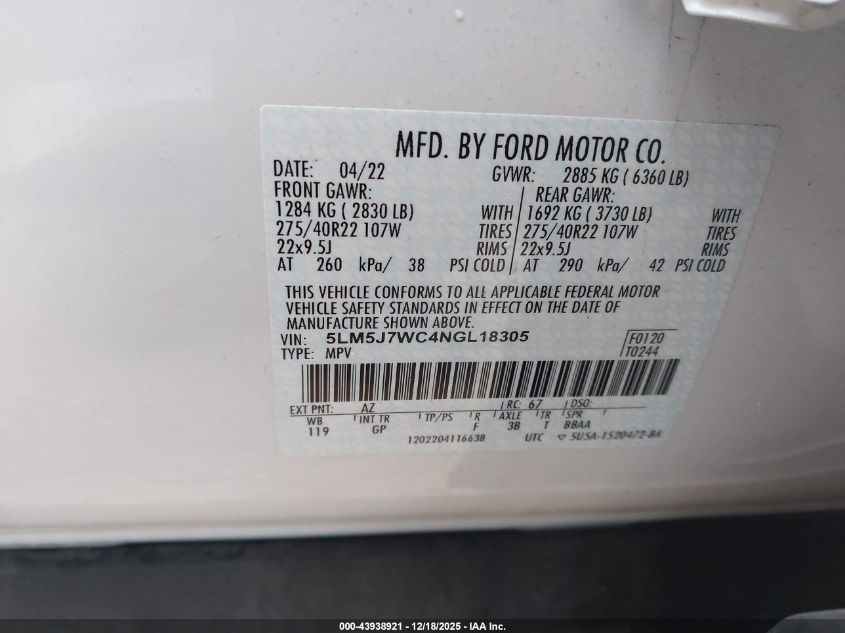 MFD. BY FORD MOTOR CO.
DATE: 04/22 GVWR: 2885 KG ( 6360 LB)
FRONT GAWR: REAR GAWR:
1284 KG ( 2830 LB) WITH 1692 KG ( 3730 LB) WITH
275/40R22 107W TIRES 275/40R22 107W TIRES
22x9.5J RIMS 22x9.5J RIMS
AT 260 kPa/ 38 PSI COLD AT 290 kPa/ 42 PSI COLD
THIS VEHICLE CONFORMS TO ALL APPLICABLE FEDERAL MOTOR
VEHICLE SAFETY STANDARDS IN EFFECT ON THE DATE OF
MANUFACTURE SHOWN ABOVE.
VIN: 5LM5J7WC4NGL18305 F0120
TYPE: MPV T0244
EXT PNT: AZ RC: 67 DSO:
WB INT TR TP/PS R AXLE TR SPR
119 GP F 3B T BBAA
1202204116638 UTC ▽ 5U5A-1520472-BA
000-43938921 - 12/18/2025 - IAA Inc.